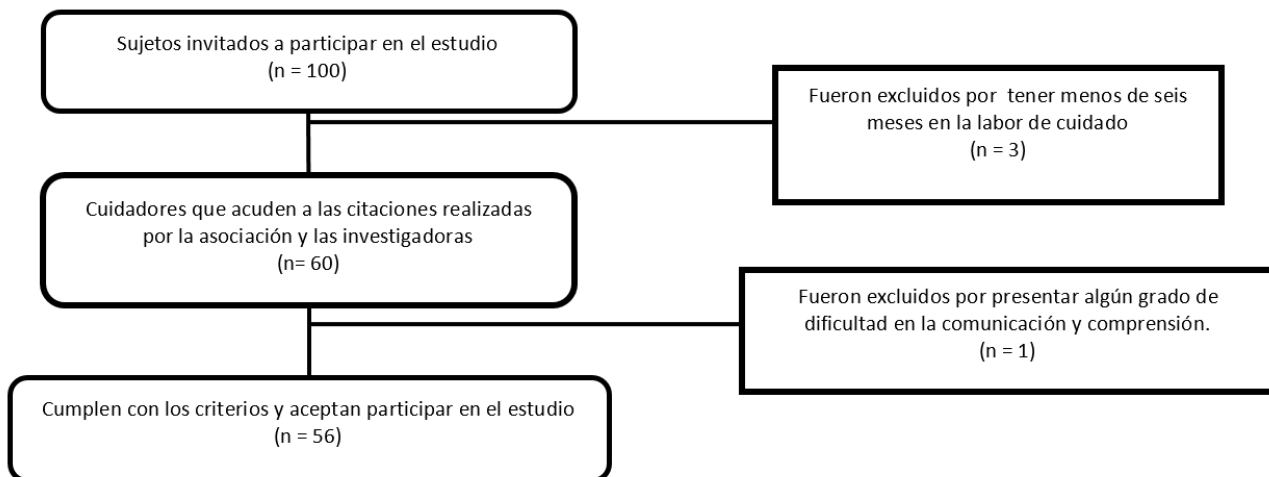 Sujetos invitados a participar en el estudio
(n = 100)
Fueron excluidos por tener menos de seis
meses en la labor de cuidado
(n = 3)
Cuidadores que acuden a las citaciones realizadas
por la asociación y las investigadoras
(n= 60)
Fueron excluidos por presentar algún grado de
dificultad en la comunicación y comprensión.
(n = 1)
Cumplen con los criterios y aceptan participar en el estudio
(n = 56)